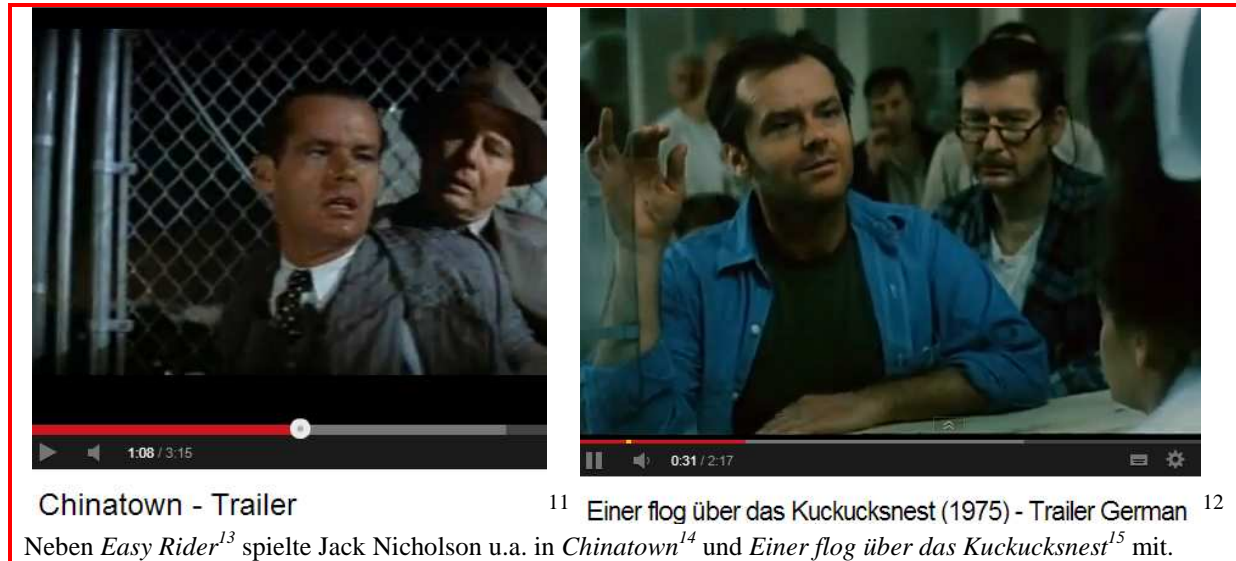 1:08 / 3:15
0:31 / 2:17
Chinatown - Trailer 11
Einer flog über das Kuckucksnest (1975) - Trailer German 12
Neben Easy Rider13 spielte Jack Nicholson u.a. in Chinatown14 und Einer flog über das Kuckucksnest15 mit.